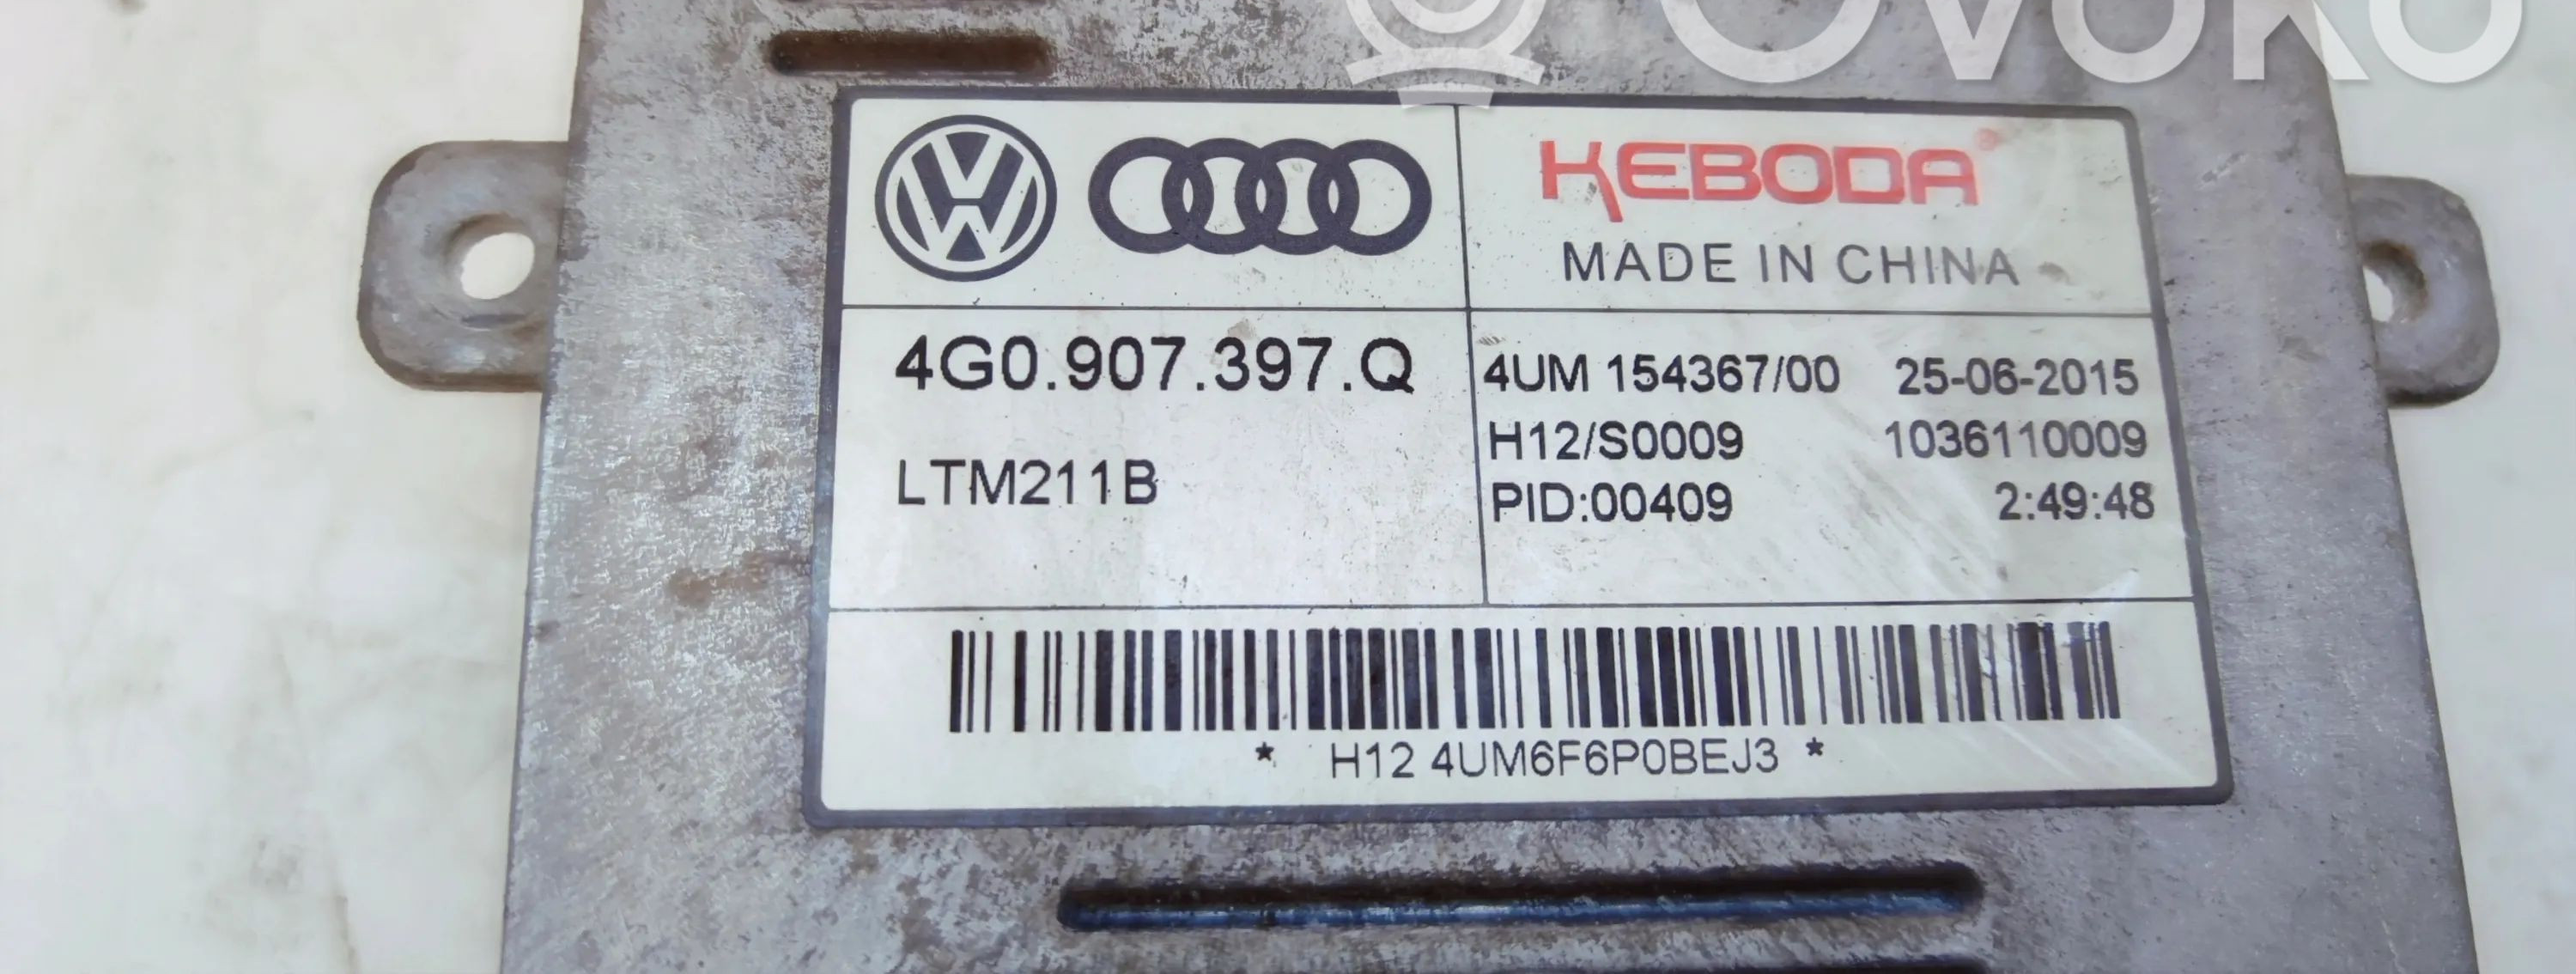 OVOKO
KEBODA®
MADE IN CHINA
4G0.907.397.Q
LTM211B
4UM 154367/00 25-06-2015
H12/S0009 1036110009
PID:00409 2:49:48
* H12 4UM6F6P0BEJ3 *